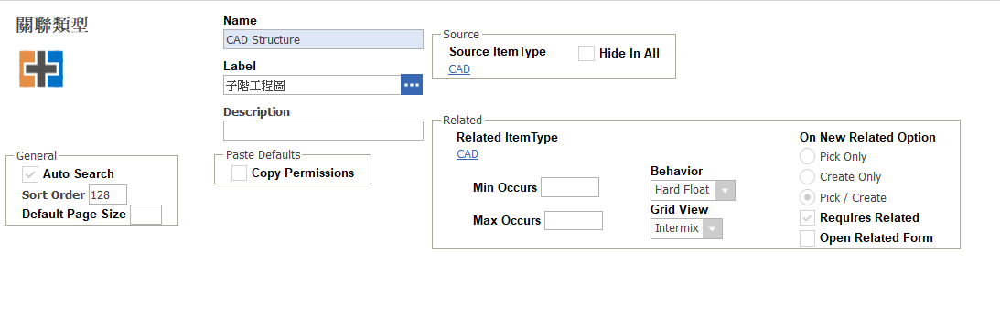 關聯類型
Name
CAD Structure
Label
子階工程圖
...
Description
Paste Defaults
Copy Permissions
General
Auto Search
Sort Order 128
Default Page Size
Source
Source ItemType
Hide In All
CAD
Related
Related ItemType
CAD
Min Occurs
Max Occurs
Behavior
Hard Float
Grid View
Intermix
On New Related Option
Pick Only
Create Only
Pick / Create
Requires Related
Open Related Form